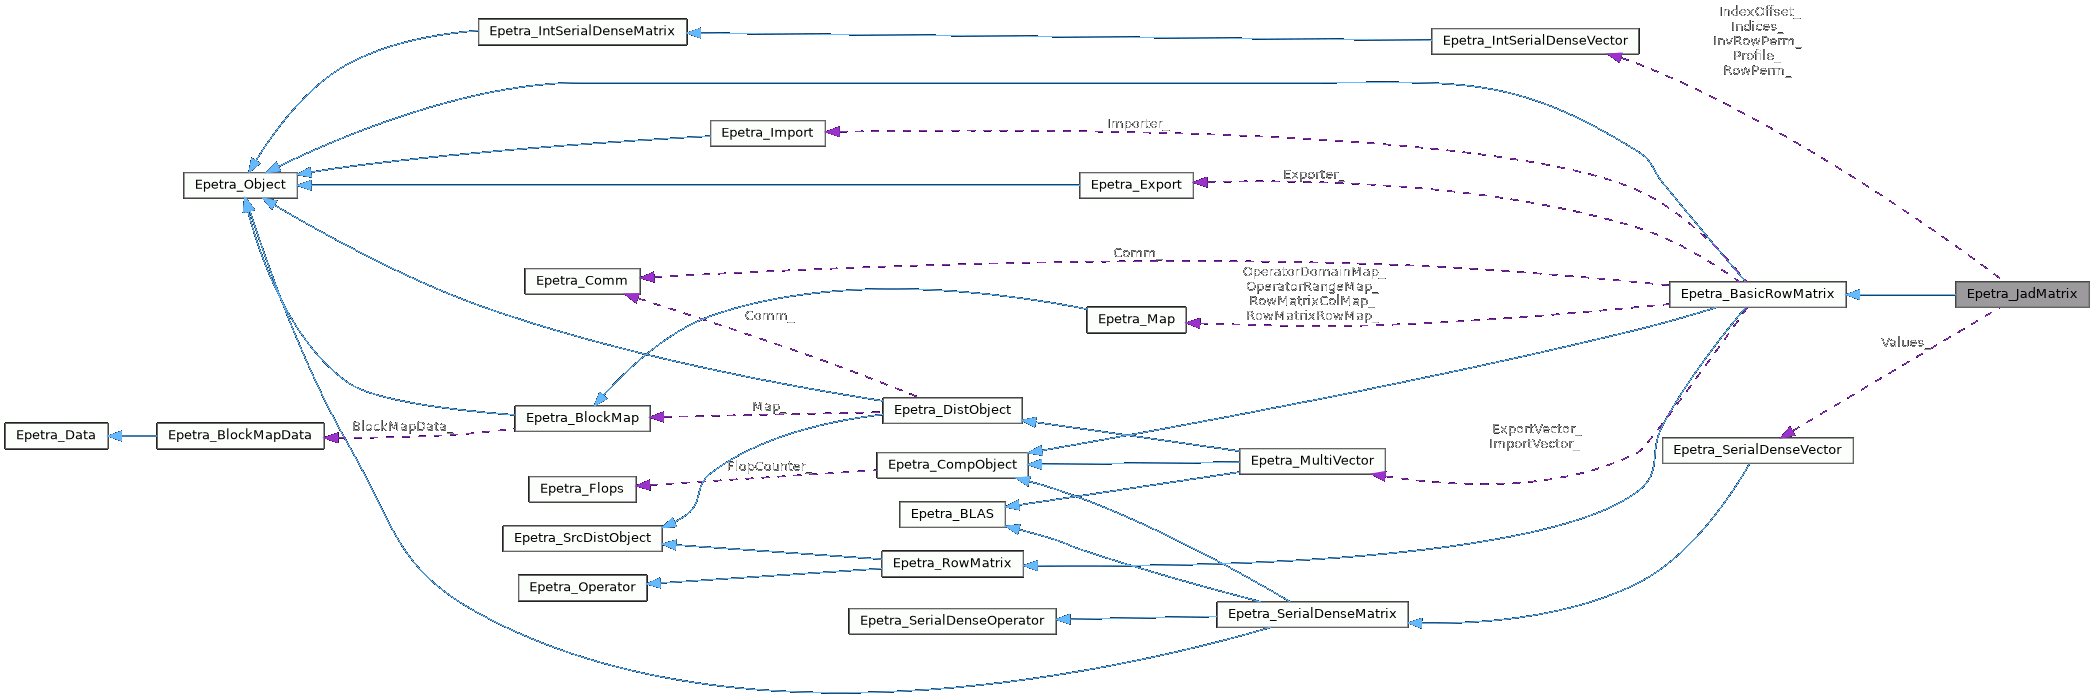 IndexOffset_
Indices_
InvRowPerm_
Profile_
RowPerm_
Epetra_IntSerialDenseMatrix
Epetra_IntSerialDenseVector
Importer_
Epetra_Import
Exporter_
Epetra_Object
Epetra_Export
Comm_
Epetra_Comm
OperatorDomainMap_
OperatorRangeMap_
RowMatrixColMap_
RowMatrixRowMap_
Epetra_BasicRowMatrix
Epetra_JadMatrix
Comm_
Epetra_Map
Values_
Map_
Epetra_DistObject
Epetra_BlockMap
BlockMapData_
Epetra_Data
Epetra_BlockMapData
ExportVector_
ImportVector_
Epetra_SerialDenseVector
FlopCounter_
Epetra_CompObject
Epetra_MultiVector
Epetra_Flops
Epetra_BLAS
Epetra_SrcDistObject
Epetra_RowMatrix
Epetra_Operator
Epetra_SerialDenseOperator
Epetra_SerialDenseMatrix